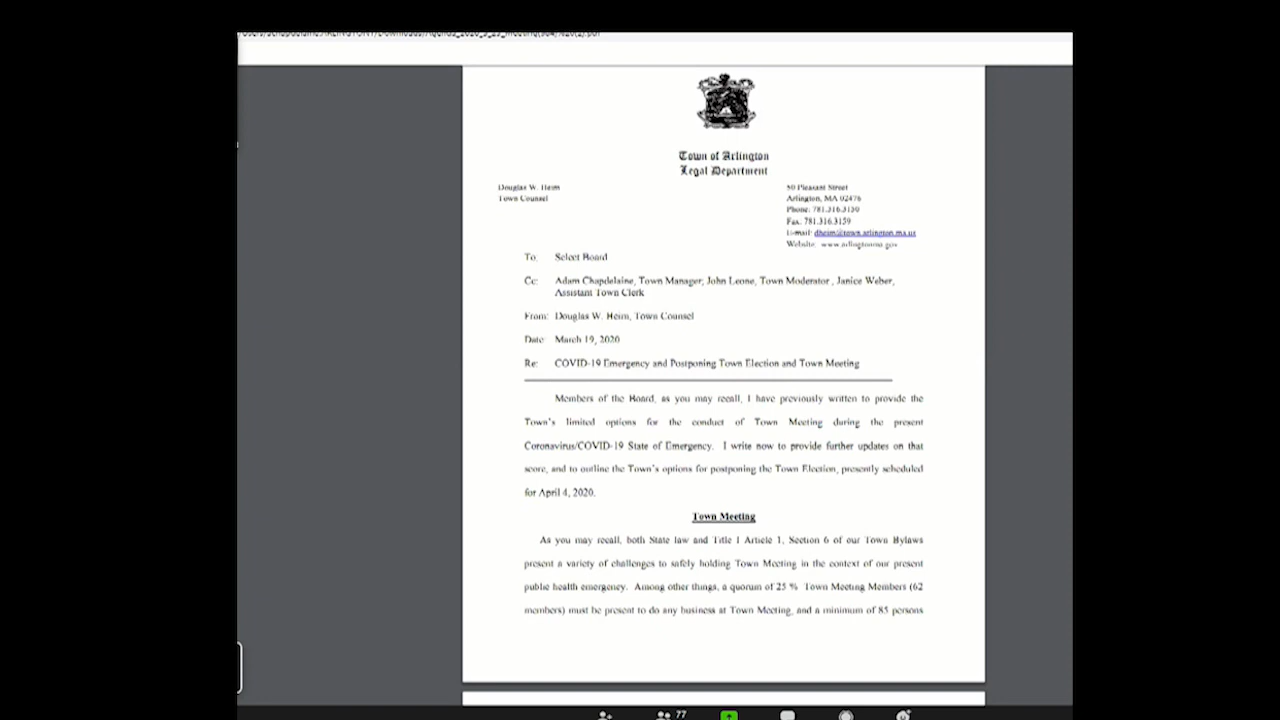 Town of Arlington
Legal Department
Douglas W. Heim
Town Counsel
50 Pleasant Street
Arlington, MA 02476
Phone: 781.316.3150
Fax: 781.316.3159
E-mail: dheim@town.arlington.ma.us
Website: www.arlingtonma.gov
To: Select Board
Cc: Adam Chapdelaine, Town Manager; John Leone, Town Moderator , Janice Weber,
Assistant Town Clerk
From: Douglas W. Heim, Town Counsel
Date: March 19, 2020
Re: COVID-19 Emergency and Postponing Town Election and Town Meeting
Members of the Board, as you may recall, I have previously written to provide the
Town's limited options for the conduct of Town Meeting during the present
Coronavirus/COVID-19 State of Emergency. I write now to provide further updates on that
score, and to outline the Town's options for postponing the Town Election, presently scheduled
for April 4, 2020.
Town Meeting
As you may recall, both State law and Title I Article 1, Section 6 of our Town Bylaws
present a variety of challenges to safely holding Town Meeting in the context of our present
public health emergency. Among other things, a quorum of 25 % Town Meeting Members (62
members) must be present to do any business at Town Meeting, and a minimum of 85 persons
77